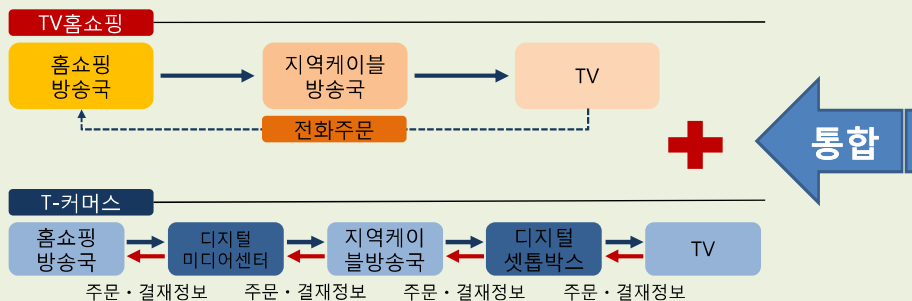 TV홈쇼핑
홈쇼핑
방송국
지역케이블
방송국
TV
전화주문
통합
T-커머스
홈쇼핑
방송국
디지털
미디어센터
지역케이
블방송국
디지털
셋톱박스
TV
주문·결재정보
주문·결재정보
주문·결재정보
주문·결재정보